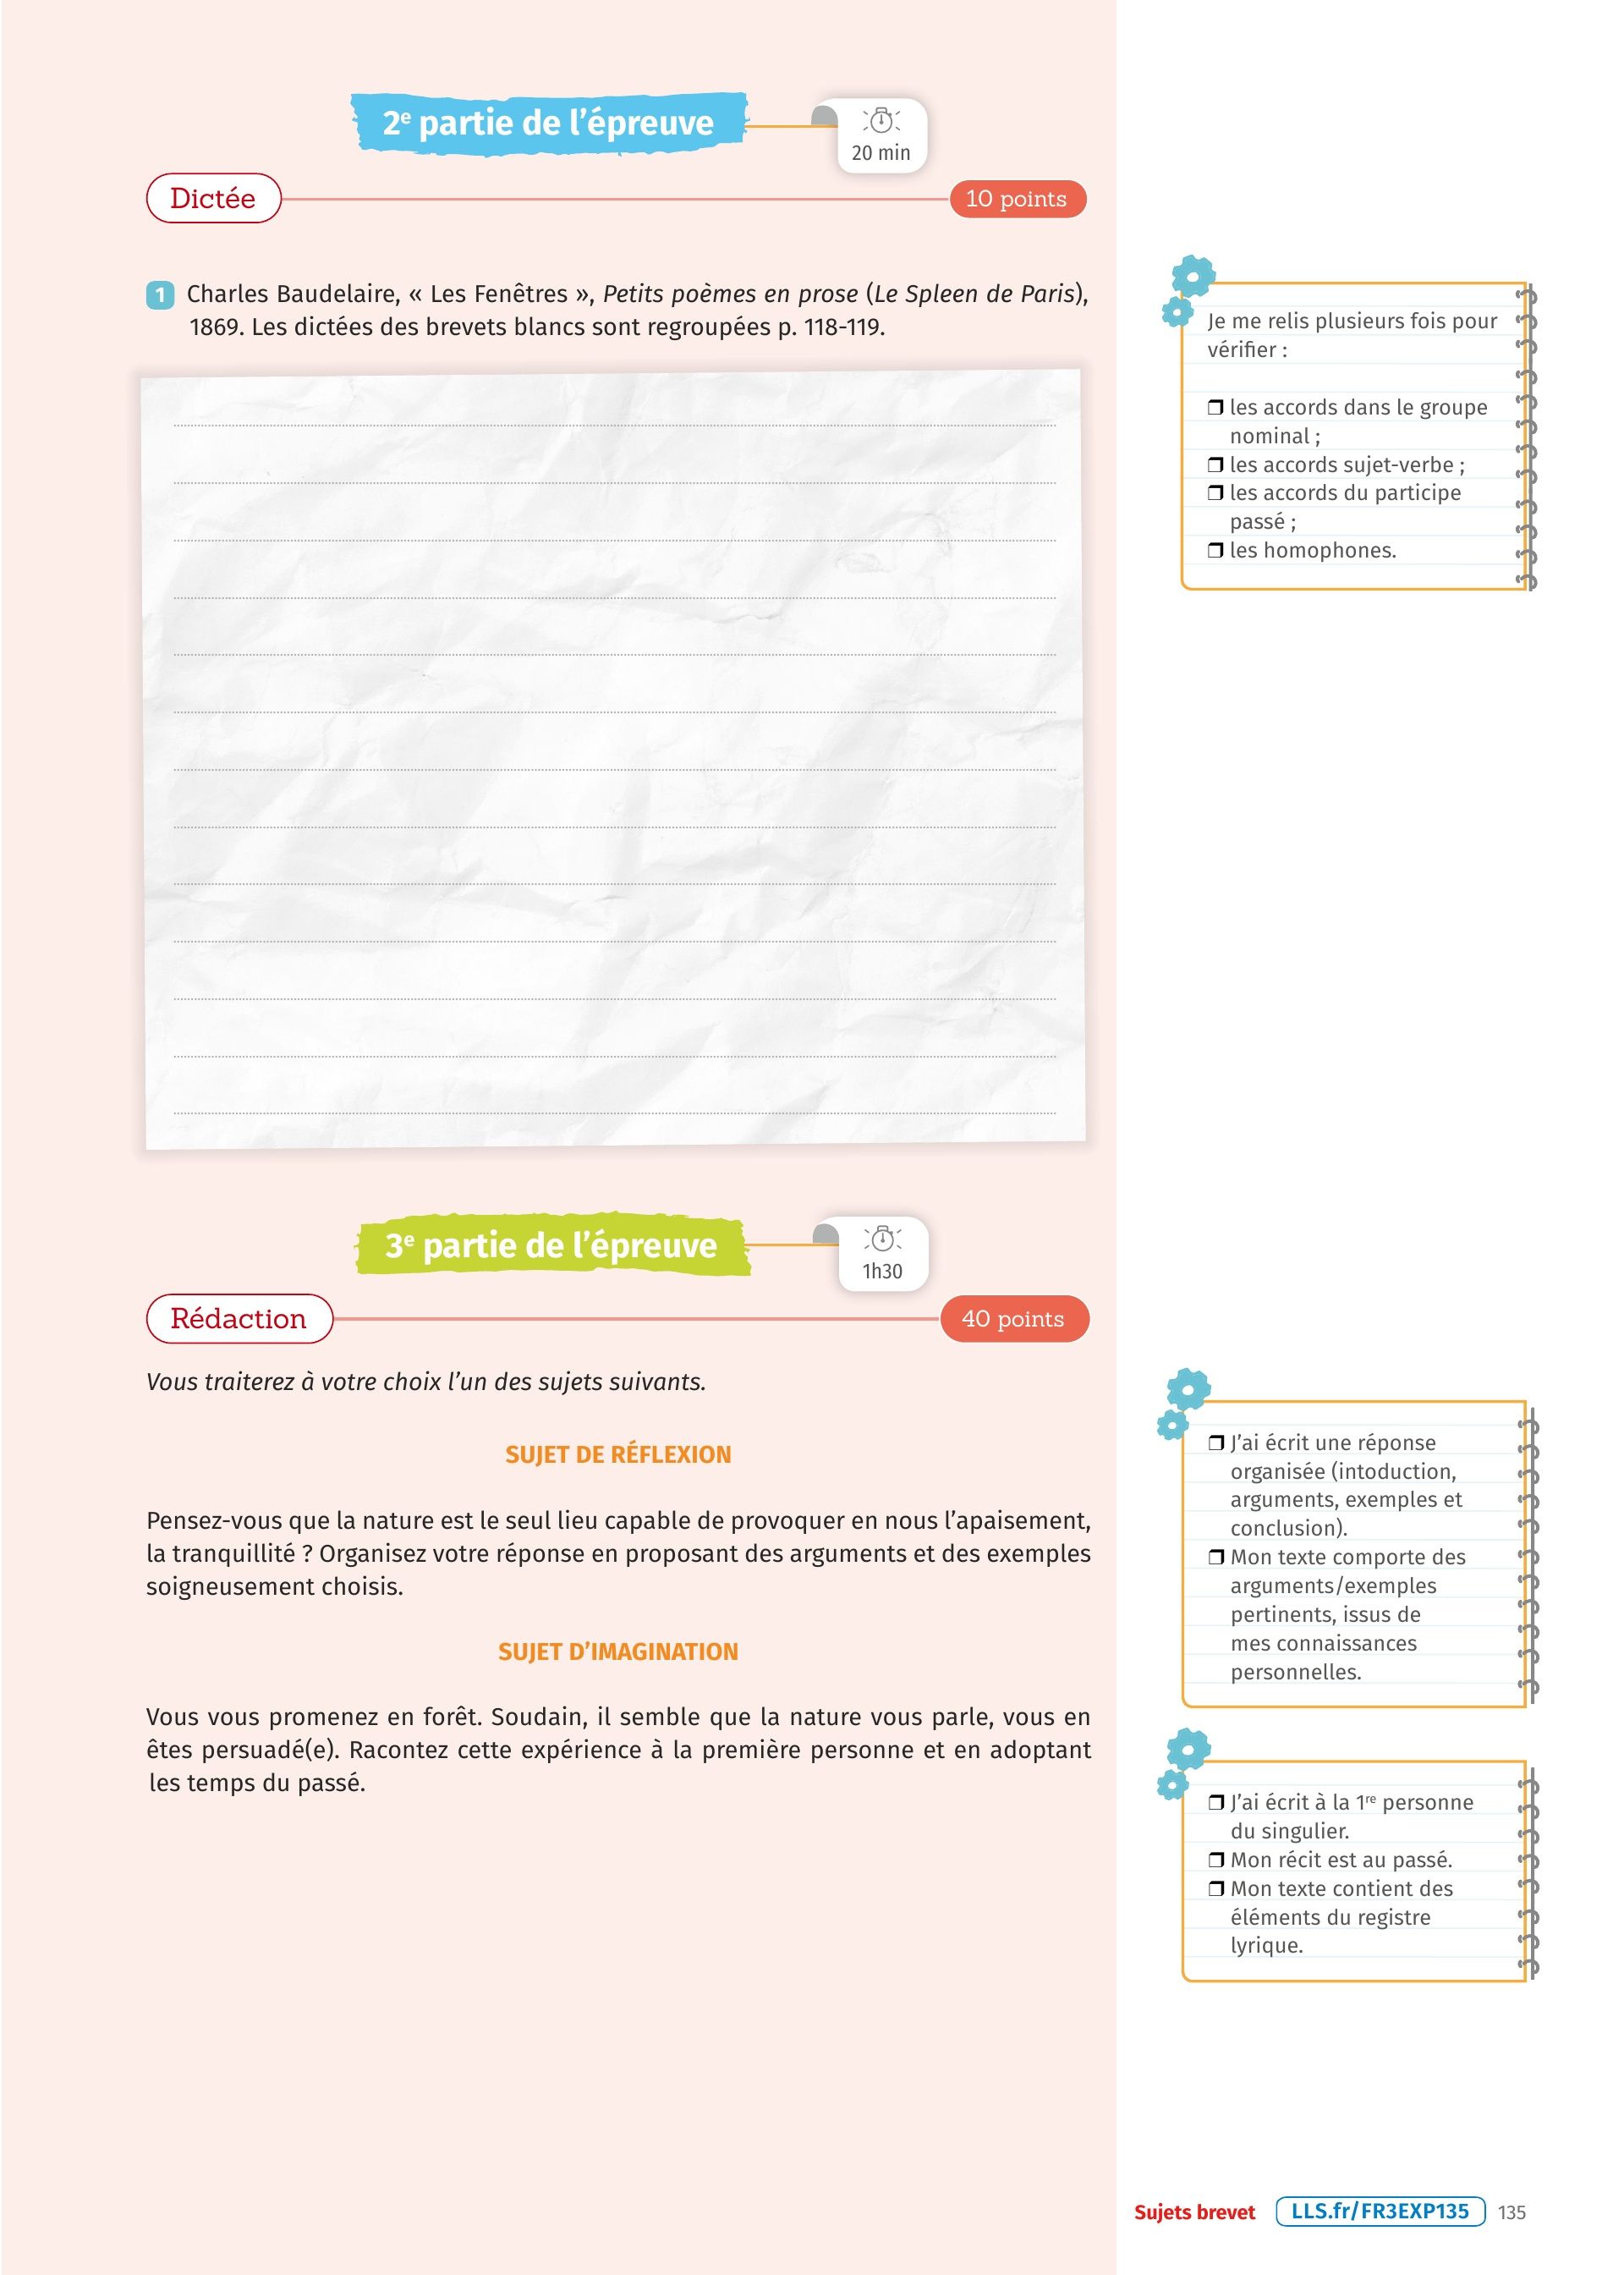 2e partie de l'épreuve
20 min
Dictée
10 points
1 Charles Baudelaire, « Les Fenêtres », Petits poèmes en prose (Le Spleen de Paris),
1869. Les dictées des brevets blancs sont regroupées p. 118-119.
Je me relis plusieurs fois pour
vérifier :
❒ les accords dans le groupe
nominal ;
❒ les accords sujet-verbe ;
❒ les accords du participe
passé ;
❒ les homophones.
3e partie de l'épreuve
1h30
Rédaction
40 points
Vous traiterez à votre choix l'un des sujets suivants.
SUJET DE RÉFLEXION
Pensez-vous que la nature est le seul lieu capable de provoquer en nous l'apaisement,
la tranquillité ? Organisez votre réponse en proposant des arguments et des exemples
soigneusement choisis.
❒ J'ai écrit une réponse
organisée (intoduction,
arguments, exemples et
conclusion).
❒ Mon texte comporte des
arguments/exemples
pertinents, issus de
mes connaissances
personnelles.
SUJET D'IMAGINATION
Vous vous promenez en forêt. Soudain, il semble que la nature vous parle, vous en
êtes persuadé(e). Racontez cette expérience à la première personne et en adoptant
les temps du passé.
❒ J'ai écrit à la 1re personne
du singulier.
❒ Mon récit est au passé.
❒ Mon texte contient des
éléments du registre
lyrique.
Sujets brevet LLS.fr/FR3EXP135 135